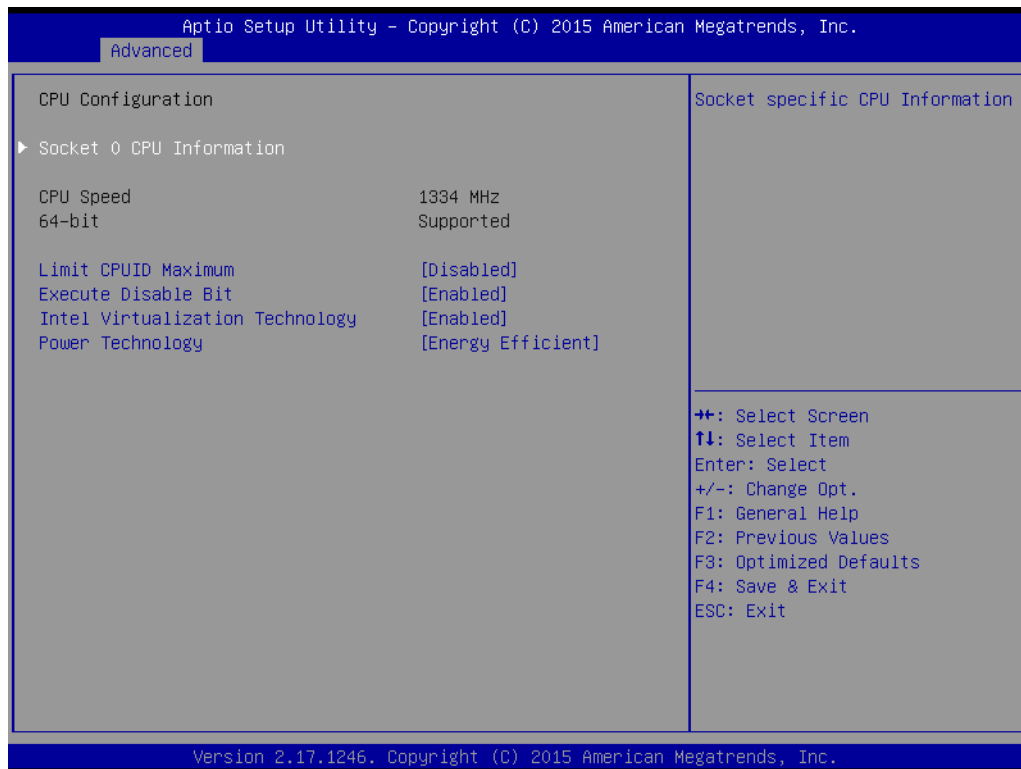 Aptio Setup Utility – Copyright (C) 2015 American Megatrends, Inc.
Advanced
CPU Configuration
Socket 0 CPU Information
CPU Speed 1334 MHz
64-bit Supported
Limit CPUID Maximum [Disabled]
Execute Disable Bit [Enabled]
Intel Virtualization Technology [Enabled]
Power Technology [Energy Efficient]
Socket specific CPU Information
→←: Select Screen
↑↓: Select Item
Enter: Select
+/-: Change Opt.
F1: General Help
F2: Previous Values
F3: Optimized Defaults
F4: Save & Exit
ESC: Exit
Version 2.17.1246. Copyright (C) 2015 American Megatrends, Inc.